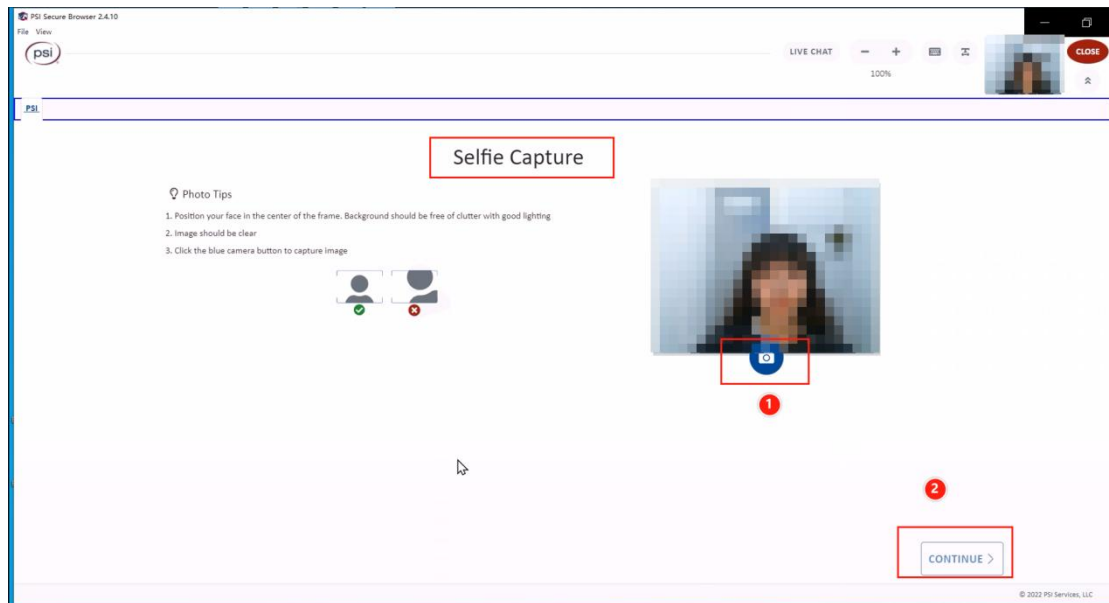 PSI Secure Browser 2.4.10
File View
psi
LIVE CHAT - + CLOSE
100%
PSI
Selfie Capture
Photo Tips
1. Position your face in the center of the frame. Background should be free of clutter with good lighting
2. Image should be clear
3. Click the blue camera button to capture image
1
2
CONTINUE >
© 2022 PSI Services, LLC